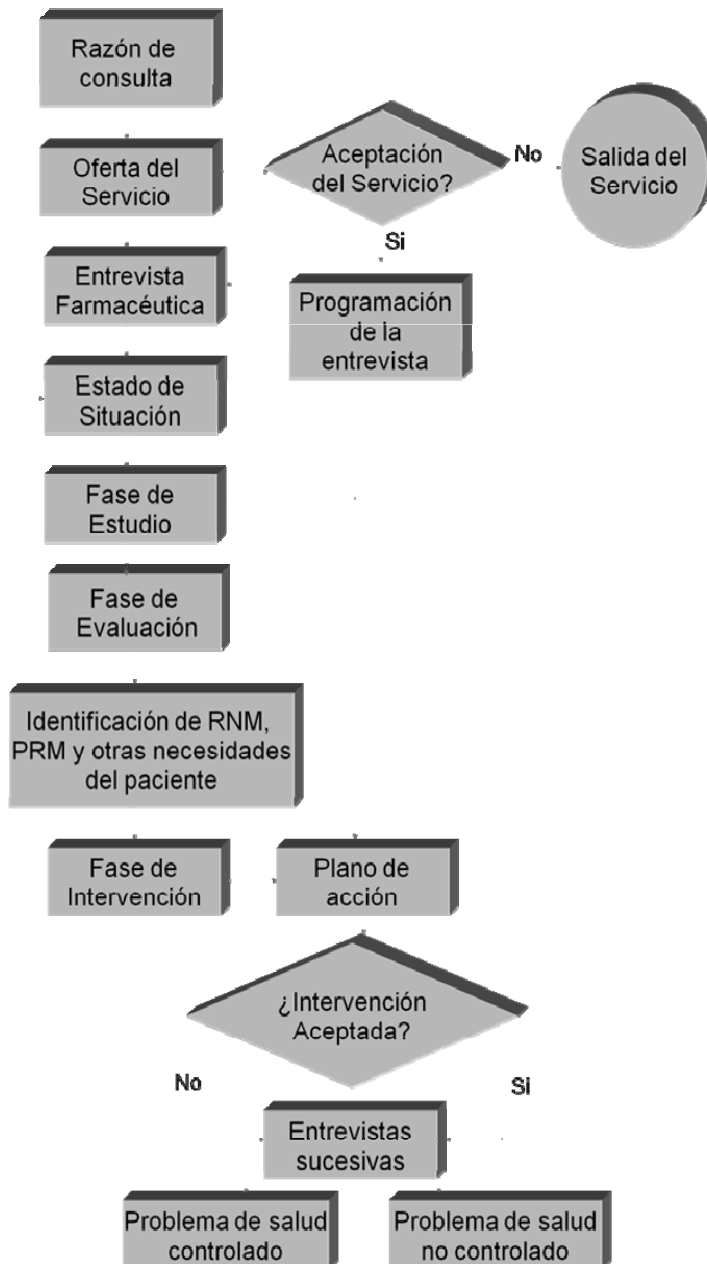 Razón de
consulta
Oferta del
Servicio
Aceptación
del Servicio?
No
Salida del
Servicio
Si
Entrevista
Farmacéutica
Programación
de la
entrevista
Estado de
Situación
Fase de
Estudio
Fase de
Evaluación
Identificación de RNM,
PRM y otras necesidades
del paciente
Fase de
Intervención
Plano de
acción
¿Intervención
Aceptada?
No
Si
Entrevistas
sucesivas
Problema de salud
controlado
Problema de salud
no controlado